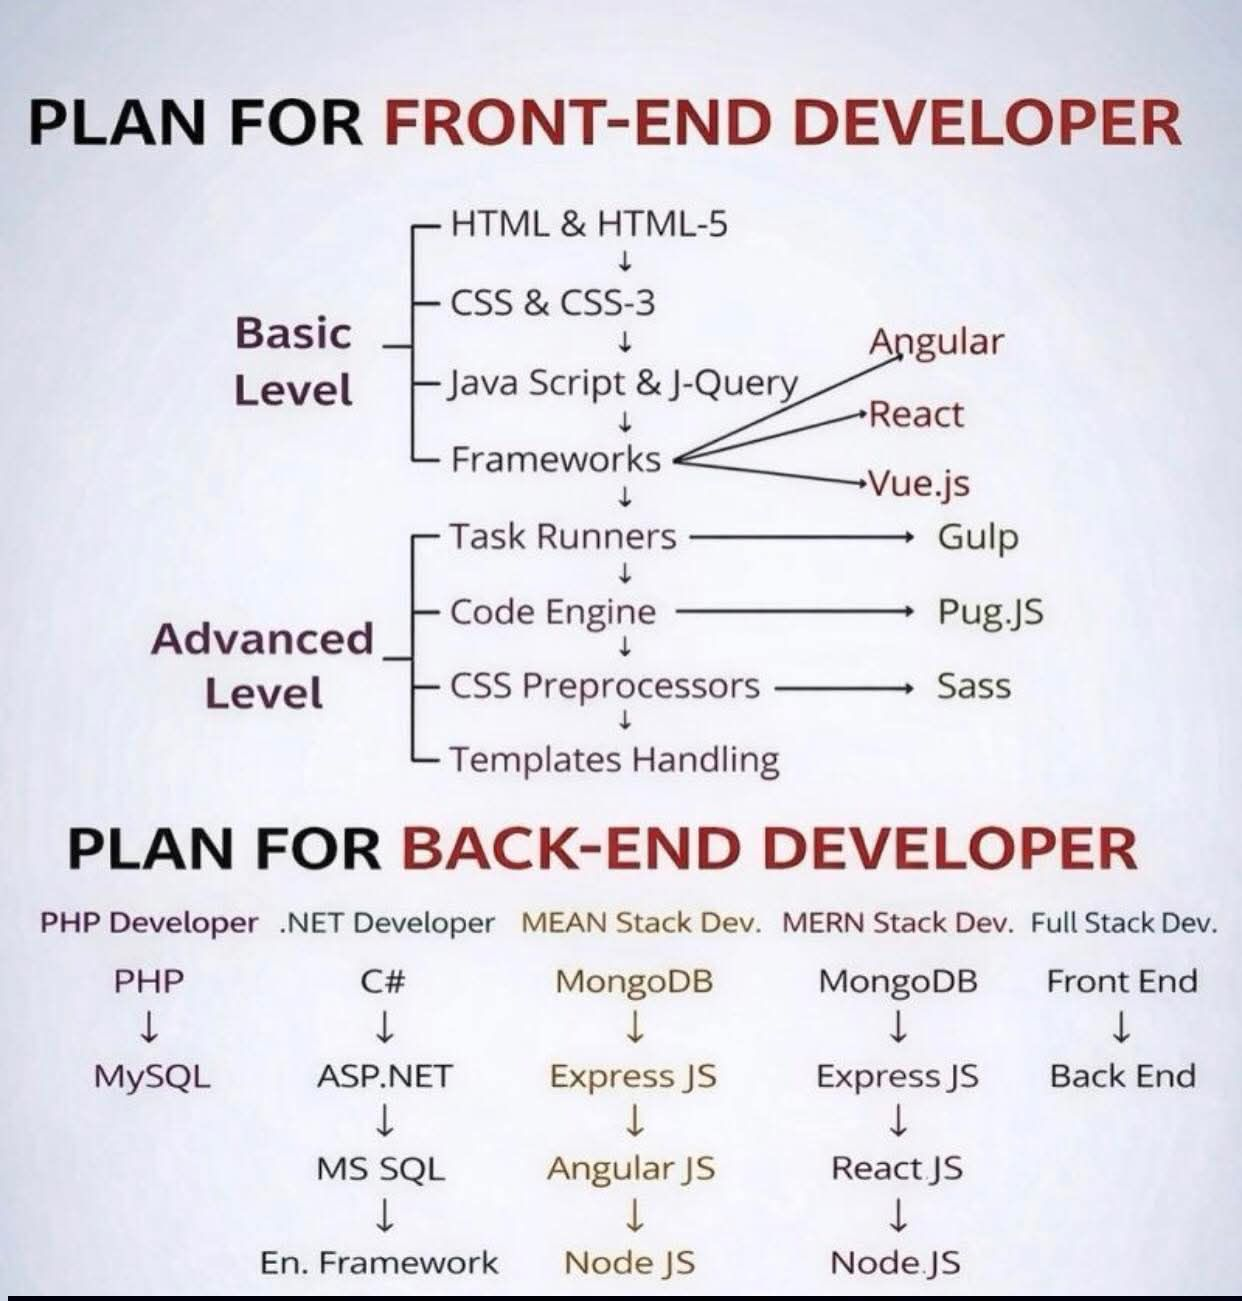 PLAN FOR FRONT-END DEVELOPER
Basic
Level
HTML & HTML-5
↓
CSS & CSS-3
↓
Java Script & J-Query
↓
Frameworks
Angular
React
Vue.js
↓
Advanced
Level
Task Runners → Gulp
↓
Code Engine → Pug.JS
↓
CSS Preprocessors → Sass
↓
Templates Handling
PLAN FOR BACK-END DEVELOPER
PHP Developer .NET Developer MEAN Stack Dev. MERN Stack Dev. Full Stack Dev.
PHP C# MongoDB MongoDB Front End
↓ ↓ ↓ ↓ ↓
MySQL ASP.NET Express JS Express JS Back End
↓ ↓ ↓
MS SQL Angular JS React JS
↓ ↓ ↓
En. Framework Node JS Node.JS